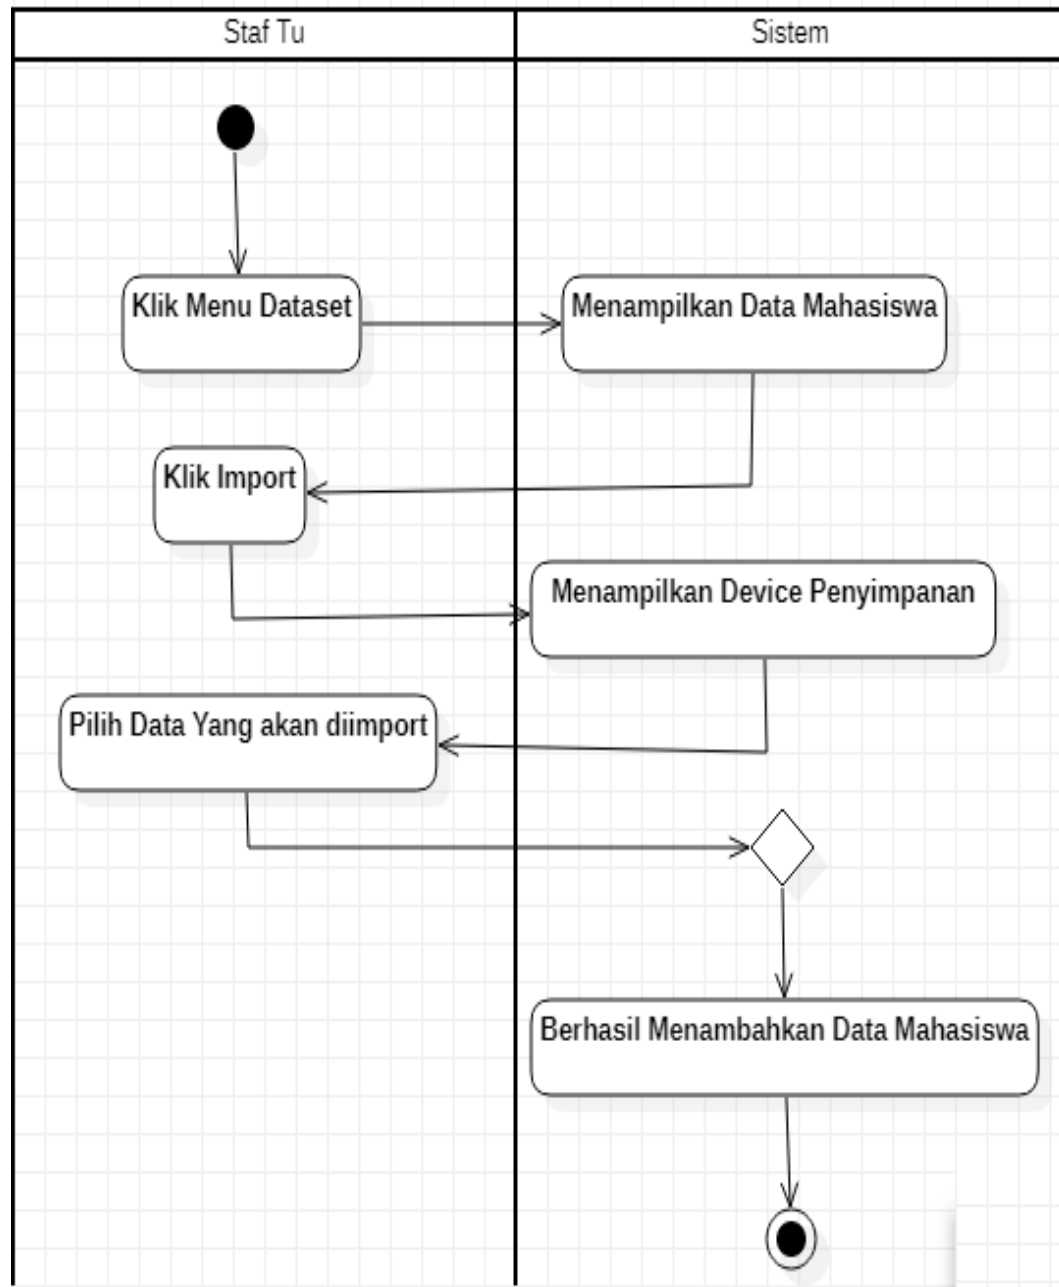 Staf Tu
Sistem
Klik Menu Dataset
Menampilkan Data Mahasiswa
Klik Import
Menampilkan Device Penyimpanan
Pilih Data Yang akan diimport
Berhasil Menambahkan Data Mahasiswa